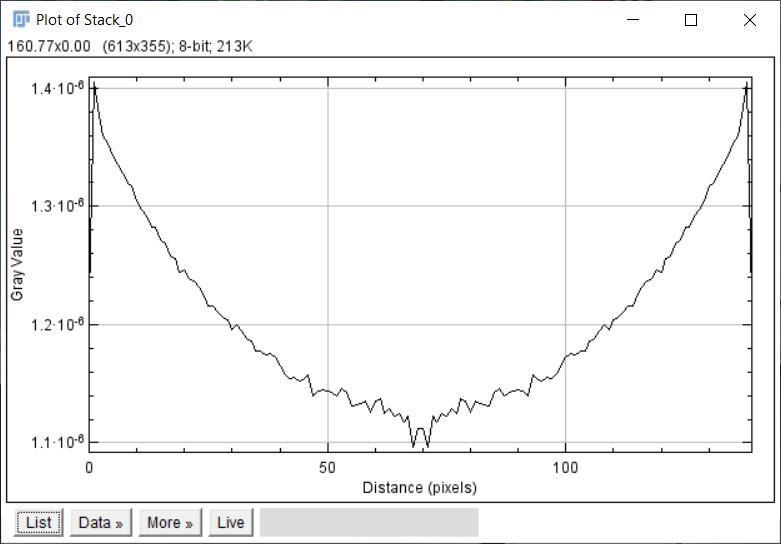 Plot of Stack_0
160.77x0.00 (613x355); 8-bit; 213K
1.4·10⁻⁶
1.3·10⁻⁶
1.2·10⁻⁶
1.1·10⁻⁶
Gray Value
0 50 100
Distance (pixels)
List Data » More » Live